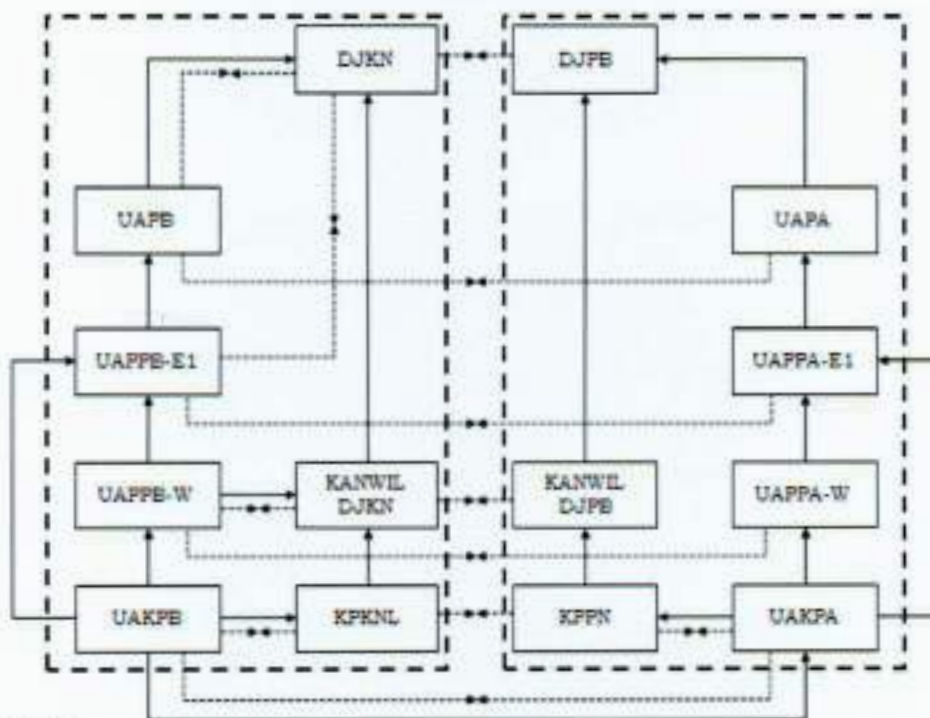 DJKN
DJPB
UAPB
UAPA
UAPPB-E1
UAPPA-E1
UAPPB-W
KANWIL
DJKN
KANWIL
DJPB
UAPPA-W
UAKPB
KPKNL
KPPN
UAKPA